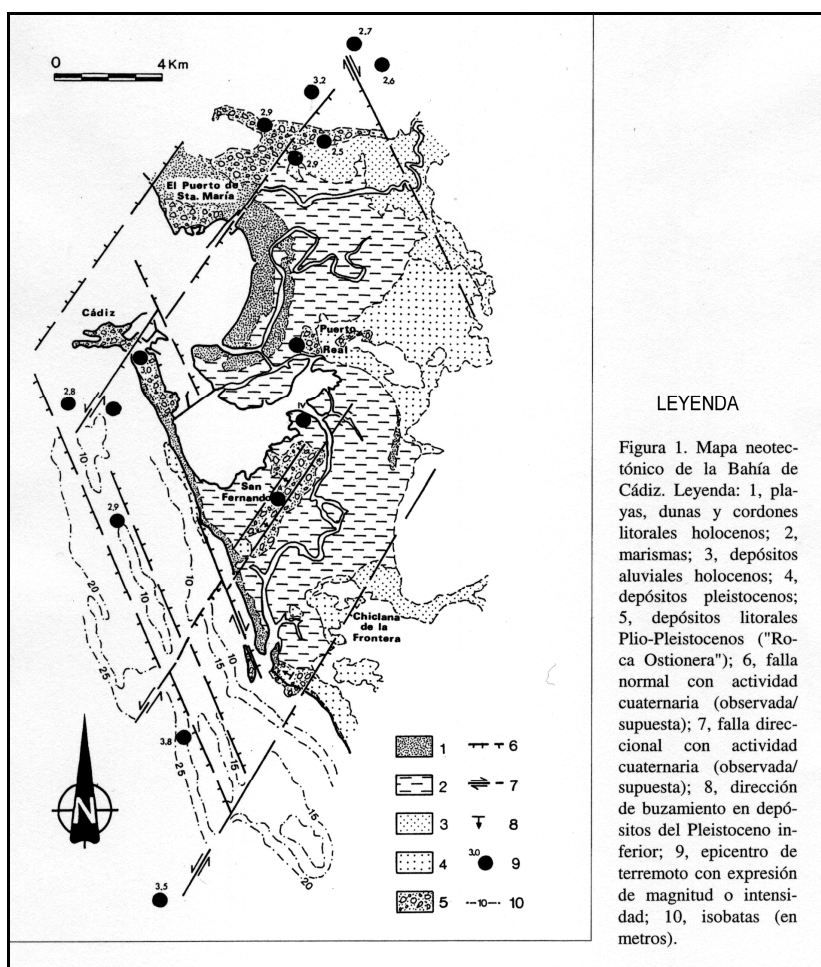 2.7
2.6
0 4 Km
3.2
2.9
2.5
2.9
El Puerto de
Sta. María
Cádiz
Puerto
Real
3.0
2.8
IV
10
San
Fernando
2.9
10
20
10
15
25
Chiclana
de la
Frontera
3.8
25
15
15
20
3.5
N
1 6
2 7
3 8
4 3.0 9
5 10 10
LEYENDA
Figura 1. Mapa neotec-
tónico de la Bahía de
Cádiz. Leyenda: 1, pla-
yas, dunas y cordones
litorales holocenos; 2,
marismas; 3, depósitos
aluviales holocenos; 4,
depósitos pleistocenos;
5, depósitos litorales
Plio-Pleistocenos ("Ro-
ca Ostionera"); 6, falla
normal con actividad
cuaternaria (observada/
supuesta); 7, falla direc-
cional con actividad
cuaternaria (observada/
supuesta); 8, dirección
de buzamiento en depó-
sitos del Pleistoceno in-
ferior; 9, epicentro de
terremoto con expresión
de magnitud o intensi-
dad; 10, isobatas (en
metros).